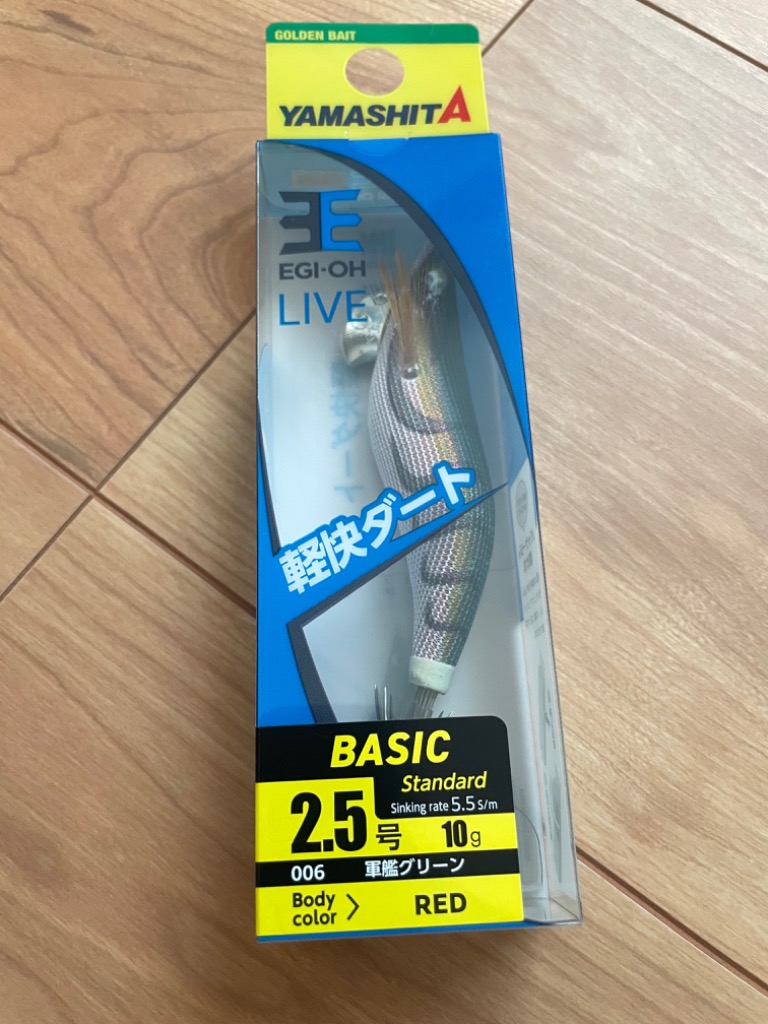 GOLDEN BAIT
YAMASHITA
EGI-OH
LIVE
軽快ダート
BASIC
Standard
Sinking rate 5.5 S/m
2.5号 10g
006 軍艦グリーン
Body color RED